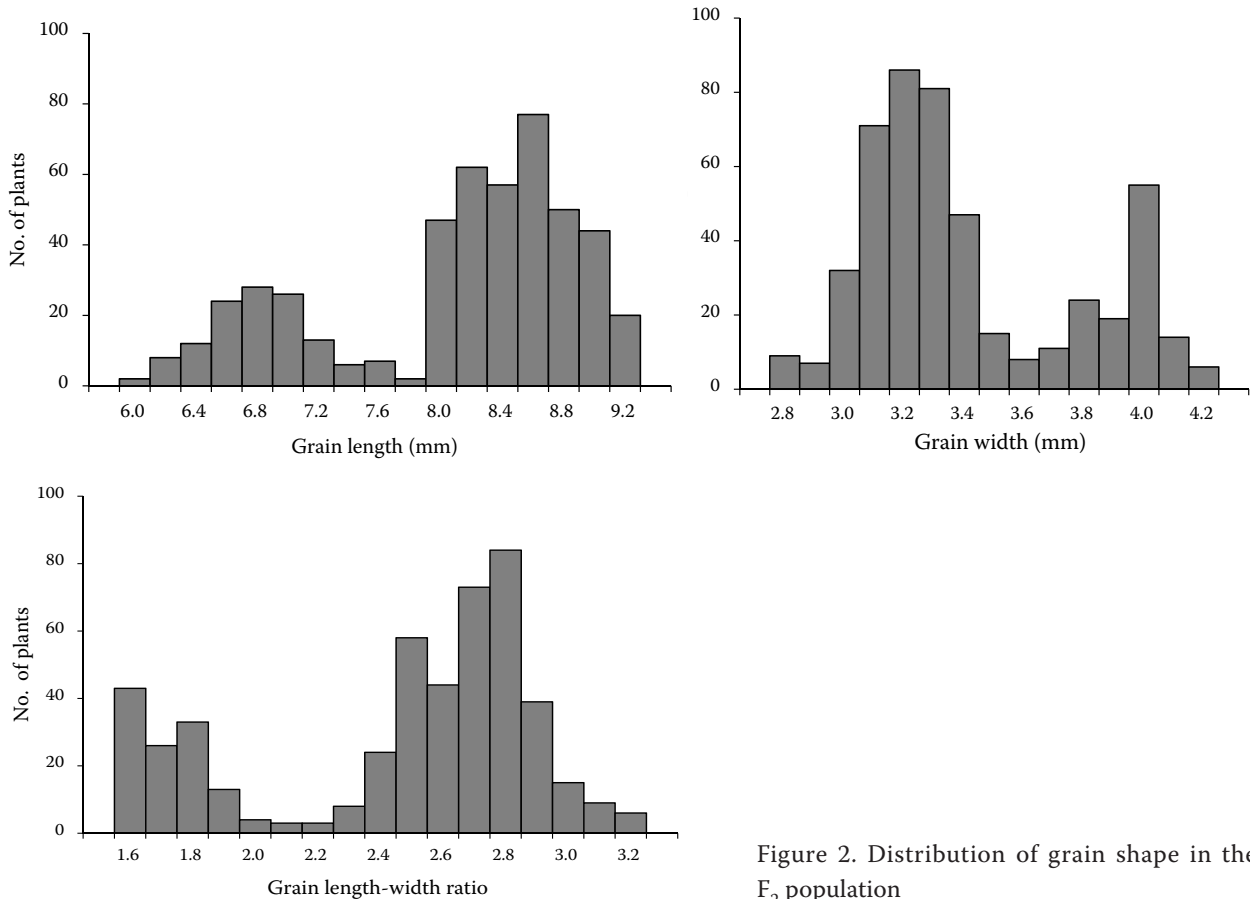 100
80
60
40
20
0
No. of plants
6.0 6.4 6.8 7.2 7.6 8.0 8.4 8.8 9.2
Grain length (mm)
100
80
60
40
20
0
2.8 3.0 3.2 3.4 3.6 3.8 4.0 4.2
Grain width (mm)
100
80
60
40
20
0
No. of plants
1.6 1.8 2.0 2.2 2.4 2.6 2.8 3.0 3.2
Grain length-width ratio
Figure 2. Distribution of grain shape in the
F₂ population